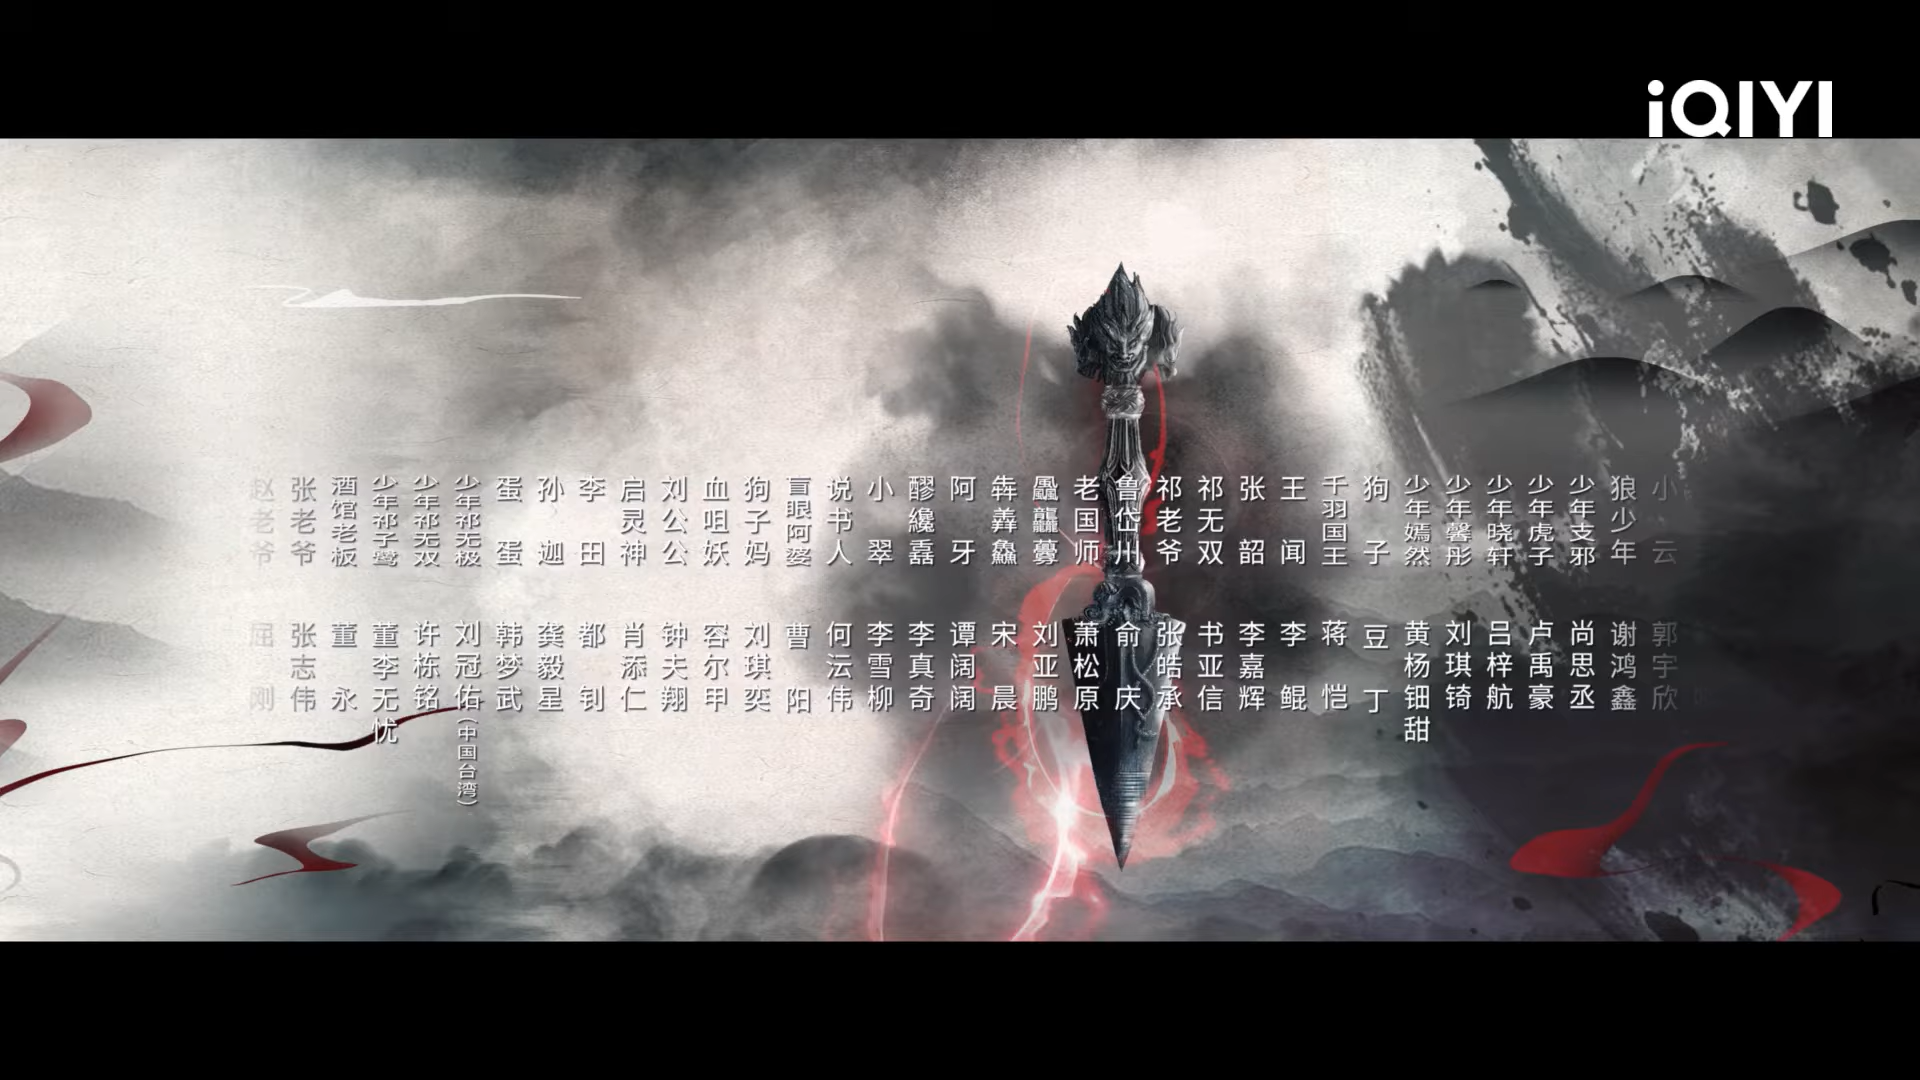 iQIYI
小云 郭宇欣
狼少年 谢鸿鑫
少年支邪 尚思丞
少年虎子 卢禹豪
少年晓轩 吕梓航
少年馨彤 刘琪锜
少年嫣然 黄杨钿甜
狗子 豆丁
千羽国王 蒋恺
王闻 李鲲
张韶 李嘉辉
祁无双 书亚信
祁老爷 张皓承
鲁岱川 俞庆
老国师 萧松原
刘亚鹏
犇羴鱻 宋晨
阿牙 谭阔阔
李真奇
小翠 李雪柳
说书人 何沄伟
盲眼阿婆 曹阳
狗子妈 刘琪奕
血咀妖 容尔甲
刘公公 钟夫翔
启灵神 肖添仁
李田 都钊
孙迦 龚毅星
蛋蛋 韩梦武
少年祁无极 刘冠佑(中国台湾)
少年祁无双 许栋铭
少年祁子鹭 董李无忧
酒馆老板 董永
张老爷 张志伟
赵老爷 屈刚